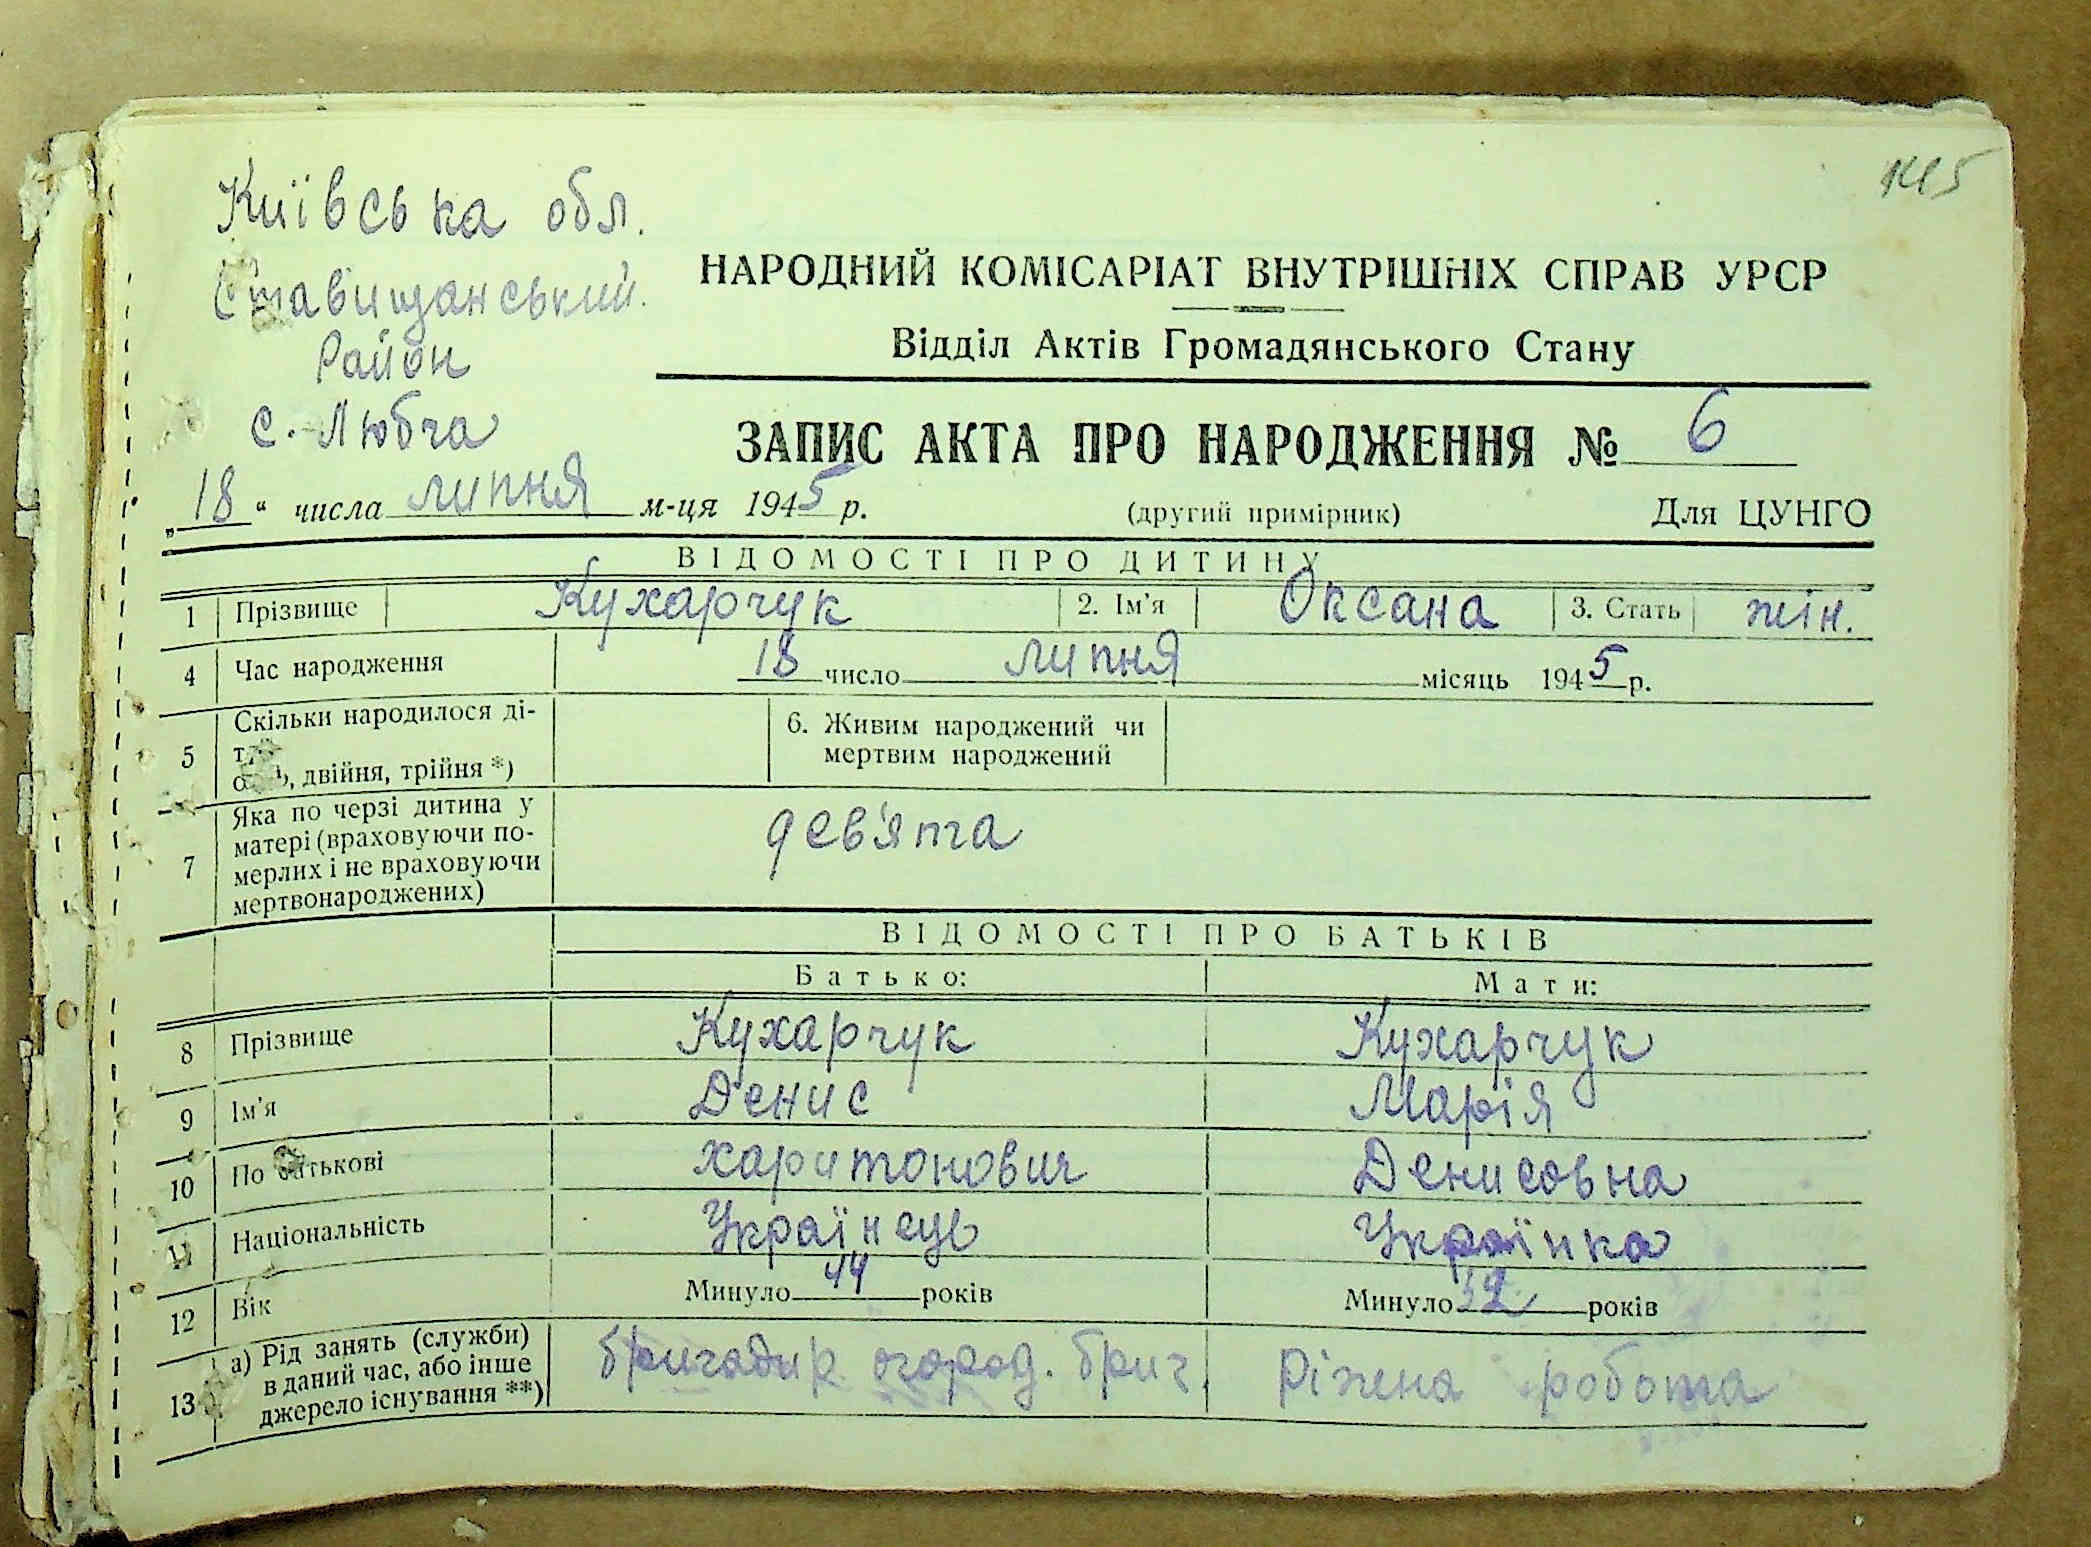 145
Київська обл.
Ставищанський.
Район
с. Любча
НАРОДНИЙ КОМІСАРІАТ ВНУТРІШНІХ СПРАВ УРСР
Відділ Актів Громадянського Стану
ЗАПИС АКТА ПРО НАРОДЖЕННЯ № 6
„18“ числа липня м-ця 1945 р. (другий примірник) Для ЦУНГО
ВІДОМОСТІ ПРО ДИТИНУ
1 Прізвище Кухарчук 2. Ім'я Оксана 3. Стать жін.
4 Час народження 18 число липня місяць 1945 р.
5 Скільки народилося ді-
двійня, трійня *)
6. Живим народжений чи
мертвим народжений
7 Яка по черзі дитина у
матері (враховуючи по-
мерлих і не враховуючи
мертвонароджених)
дев'ята
ВІДОМОСТІ ПРО БАТЬКІВ
Батько: Мати:
8 Прізвище Кухарчук Кухарчук
9 Ім'я Денис Марія
10 По батькові харитонович Денисовна
11 Національність Українець Українка
12 Вік Минуло 44 років Минуло 32 років
13 а) Рід занять (служби)
в даний час, або інше
джерело існування **)
бригадир огород. бриг. ріжена робота